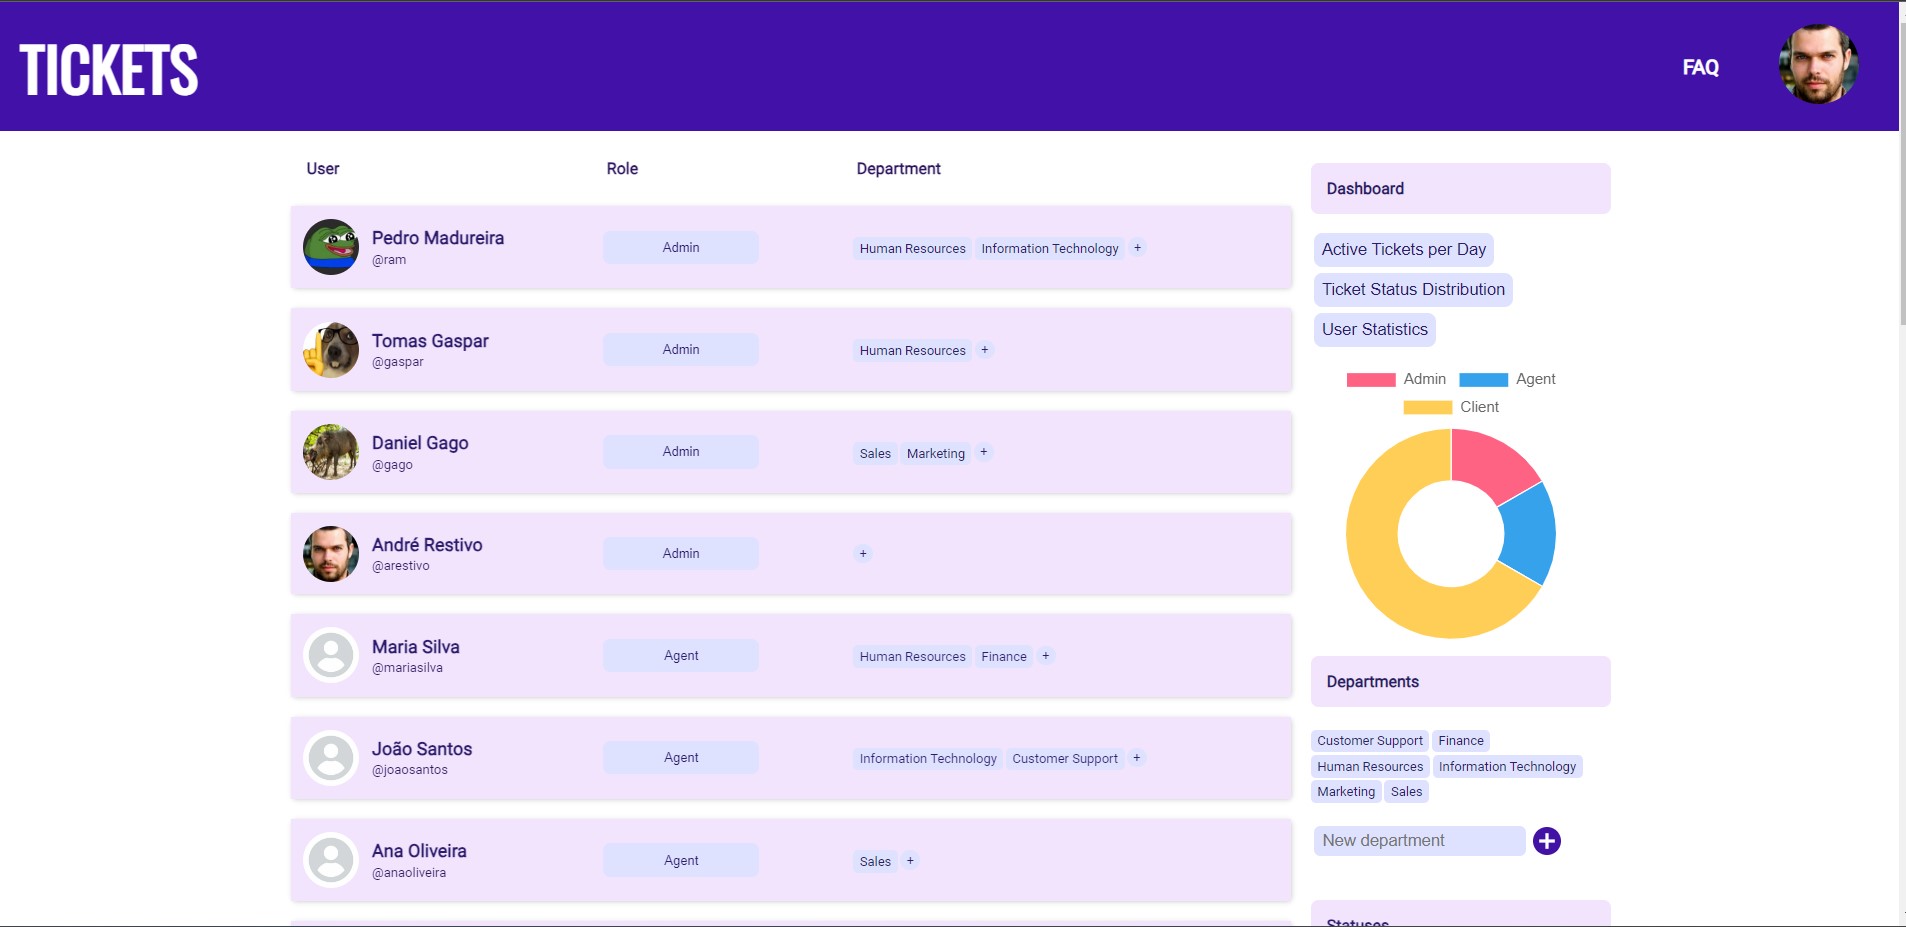 TICKETS
FAQ
User Role Department
Pedro Madureira
@ram
Admin
Human Resources Information Technology +
Tomas Gaspar
@gaspar
Admin
Human Resources +
Daniel Gago
@gago
Admin
Sales Marketing +
André Restivo
@arestivo
Admin
+
Maria Silva
@mariasilva
Agent
Human Resources Finance +
João Santos
@joaosantos
Agent
Information Technology Customer Support +
Ana Oliveira
@anaoliveira
Agent
Sales +
Dashboard
Active Tickets per Day
Ticket Status Distribution
User Statistics
Admin Agent
Client
Departments
Customer Support Finance
Human Resources Information Technology
Marketing Sales
New department +
Statuses